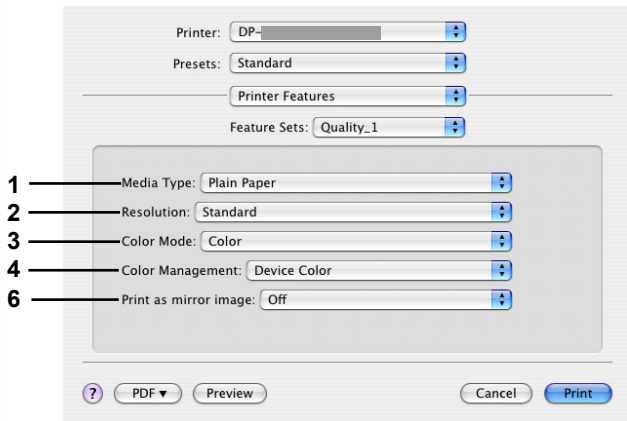 Printer: DP-
Presets: Standard
Printer Features
Feature Sets: Quality_1
1 Media Type: Plain Paper
2 Resolution: Standard
3 Color Mode: Color
4 Color Management: Device Color
6 Print as mirror image: Off
? PDF▼ Preview Cancel Print